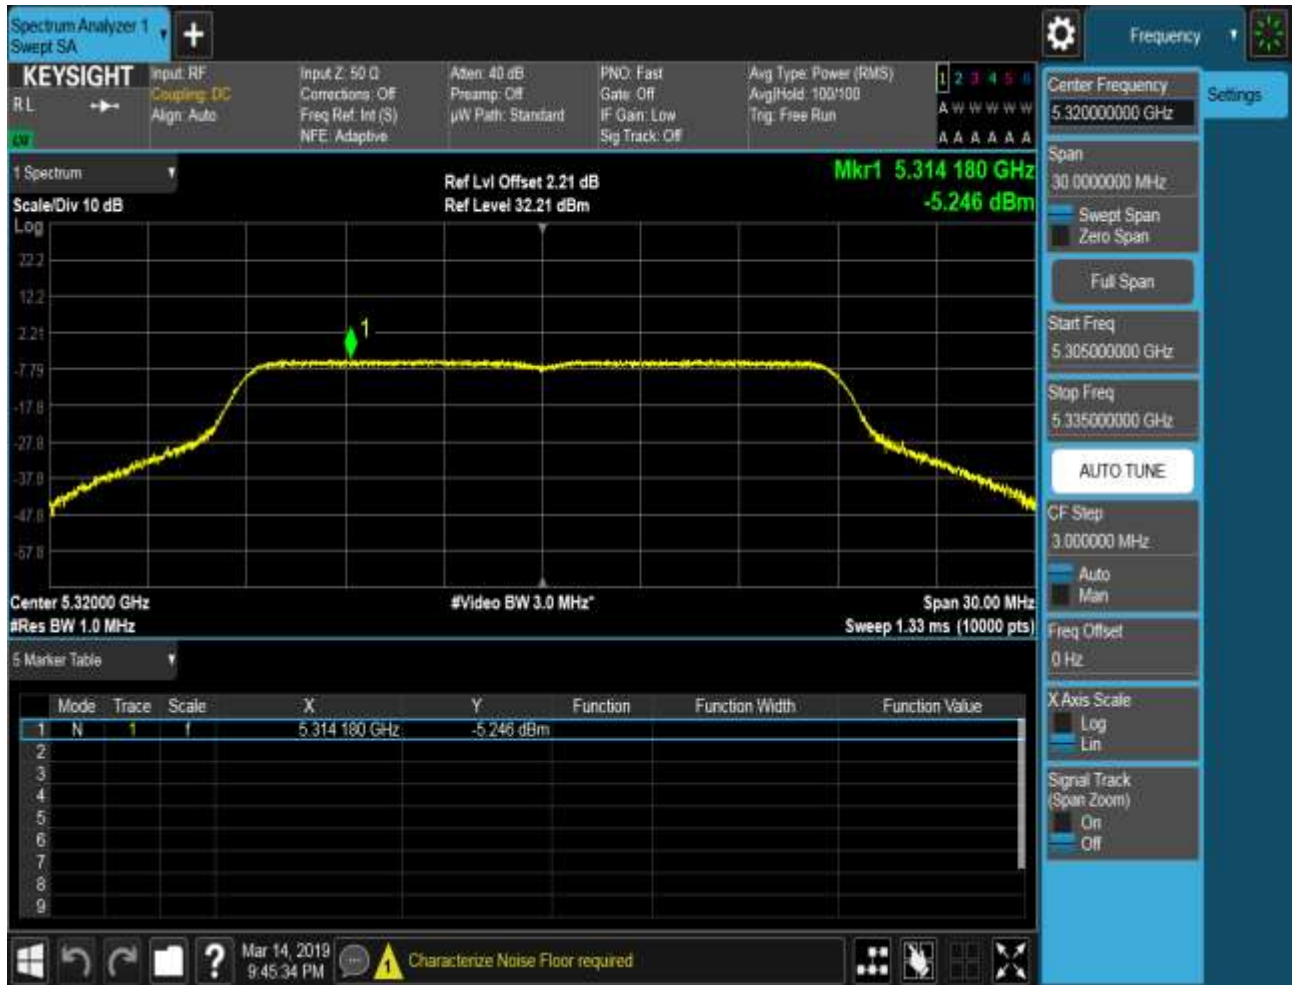 Spectrum Analyzer 1
Swept SA
Frequency
KEYSIGHT
RL
Input: RF
Coupling: DC
Align: Auto
Input Z: 50 Ω
Corrections: Off
Freq Ref: Int (S)
NFE: Adaptive
Atten: 40 dB
Preamp: Off
µW Path: Standard
PNO: Fast
Gate: Off
IF Gain: Low
Sig Track: Off
Avg Type: Power (RMS)
Avg|Hold: 100/100
Trig: Free Run
1 2 3 4 5 6
A W W W W W
A A A A A A
1 Spectrum
Scale/Div 10 dB
Ref Lvl Offset 2.21 dB
Ref Level 32.21 dBm
Mkr1 5.314 180 GHz
-5.246 dBm
Log
22.2
12.2
2.21
-7.79
-17.8
-27.8
-37.8
-47.8
-57.8
1
Center 5.32000 GHz
#Video BW 3.0 MHz*
Span 30.00 MHz
#Res BW 1.0 MHz
Sweep 1.33 ms (10000 pts)
5 Marker Table
Mode Trace Scale X Y Function Function Width Function Value
1 N 1 f 5.314 180 GHz -5.246 dBm
2
3
4
5
6
7
8
9
Mar 14, 2019
9:45:34 PM
Characterize Noise Floor required
Center Frequency
5.320000000 GHz
Settings
Span
30.0000000 MHz
Swept Span
Zero Span
Full Span
Start Freq
5.305000000 GHz
Stop Freq
5.335000000 GHz
AUTO TUNE
CF Step
3.000000 MHz
Auto
Man
Freq Offset
0 Hz
X Axis Scale
Log
Lin
Signal Track
(Span Zoom)
On
Off